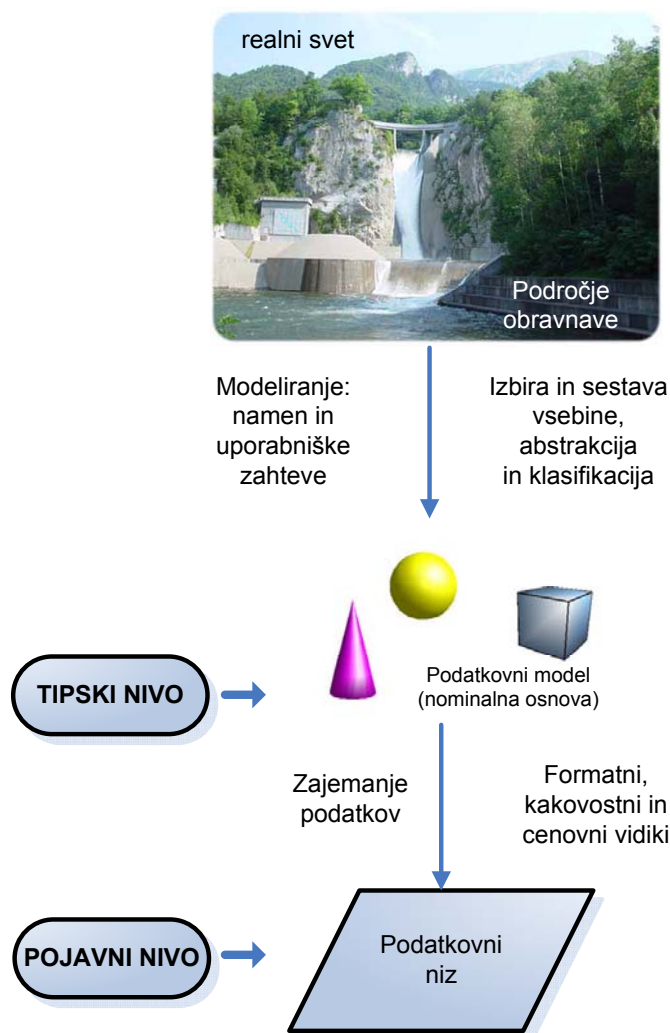 realni svet
Področje
obravnave
Modeliranje:
namen in
uporabniške
zahteve
Izbira in sestava
vsebine,
abstrakcija
in klasifikacija
TIPSKI NIVO
Podatkovni model
(nominalna osnova)
Zajemanje
podatkov
Formatni,
kakovostni in
cenovni vidiki
POJAVNI NIVO
Podatkovni
niz